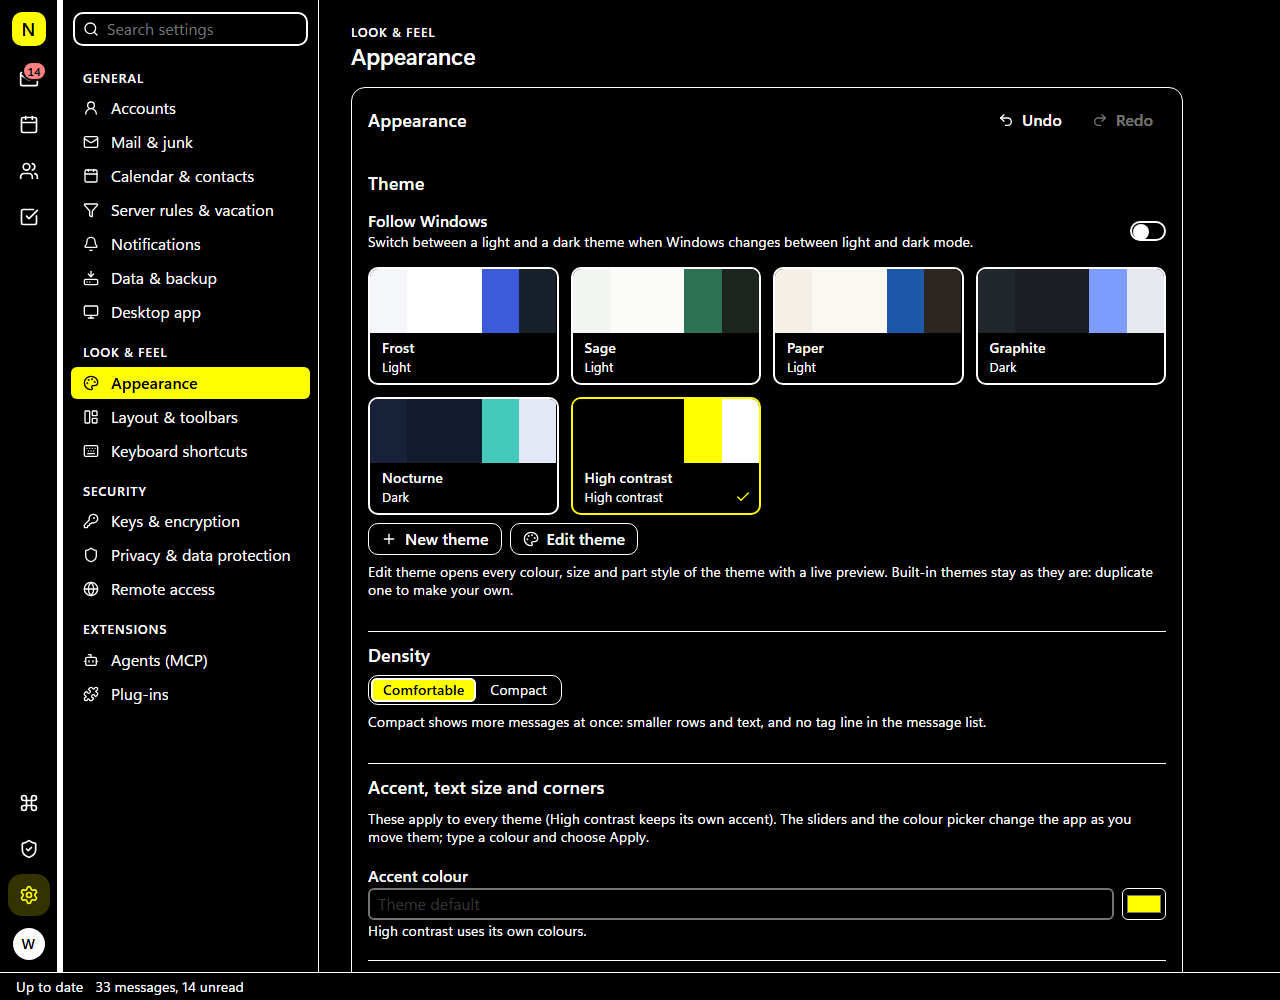 N
Search settings
14
GENERAL
Accounts
Mail & junk
Calendar & contacts
Server rules & vacation
Notifications
Data & backup
Desktop app
LOOK & FEEL
Appearance
Layout & toolbars
Keyboard shortcuts
SECURITY
Keys & encryption
Privacy & data protection
Remote access
EXTENSIONS
Agents (MCP)
Plug-ins
W
LOOK & FEEL
Appearance
Appearance
Undo
Redo
Theme
Follow Windows
Switch between a light and a dark theme when Windows changes between light and dark mode.
Frost
Light
Sage
Light
Paper
Light
Graphite
Dark
Nocturne
Dark
High contrast
High contrast
New theme
Edit theme
Edit theme opens every colour, size and part style of the theme with a live preview. Built-in themes stay as they are: duplicate
one to make your own.
Density
Comfortable
Compact
Compact shows more messages at once: smaller rows and text, and no tag line in the message list.
Accent, text size and corners
These apply to every theme (High contrast keeps its own accent). The sliders and the colour picker change the app as you
move them; type a colour and choose Apply.
Accent colour
Theme default
High contrast uses its own colours.
Up to date
33 messages, 14 unread